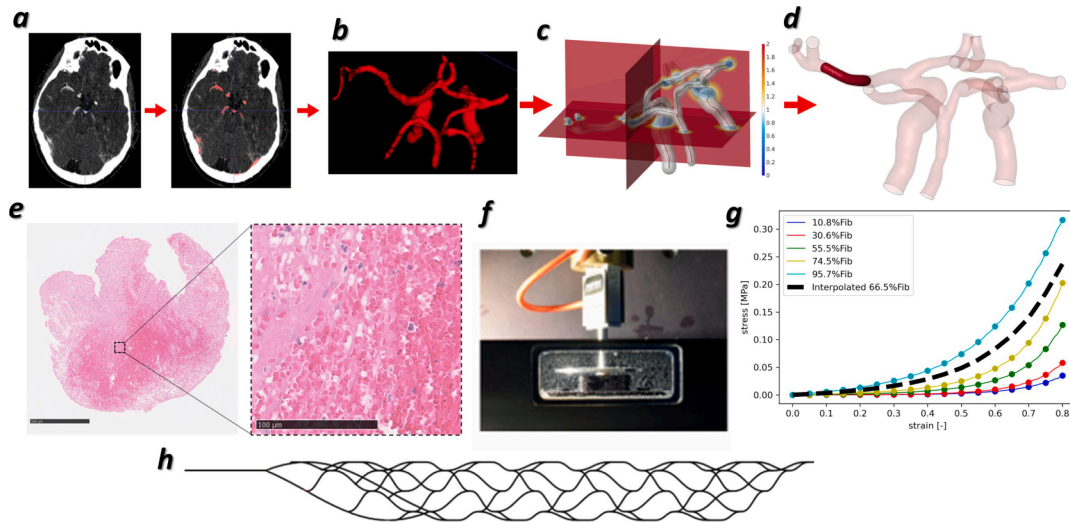 a
b
c
d
2
1.8
1.6
1.4
1.2
1
0.8
0.6
0.4
0.2
0
e
f
g
100 μm
10.8%Fib
30.6%Fib
55.5%Fib
74.5%Fib
95.7%Fib
Interpolated 66.5%Fib
stress [MPa]
0.30
0.25
0.20
0.15
0.10
0.05
0.00
0.0 0.1 0.2 0.3 0.4 0.5 0.6 0.7 0.8
strain [-]
h